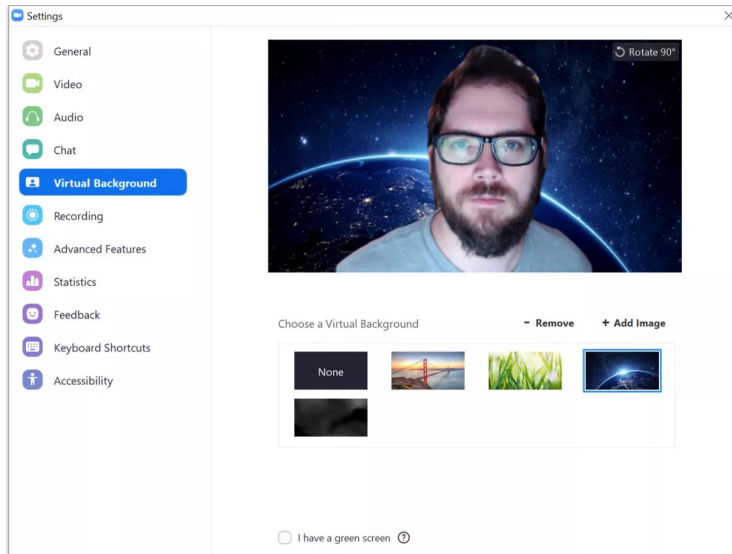 Settings
General
Video
Audio
Chat
Virtual Background
Recording
Advanced Features
Statistics
Feedback
Keyboard Shortcuts
Accessibility
Rotate 90°
Choose a Virtual Background
- Remove
+ Add Image
None
I have a green screen ?